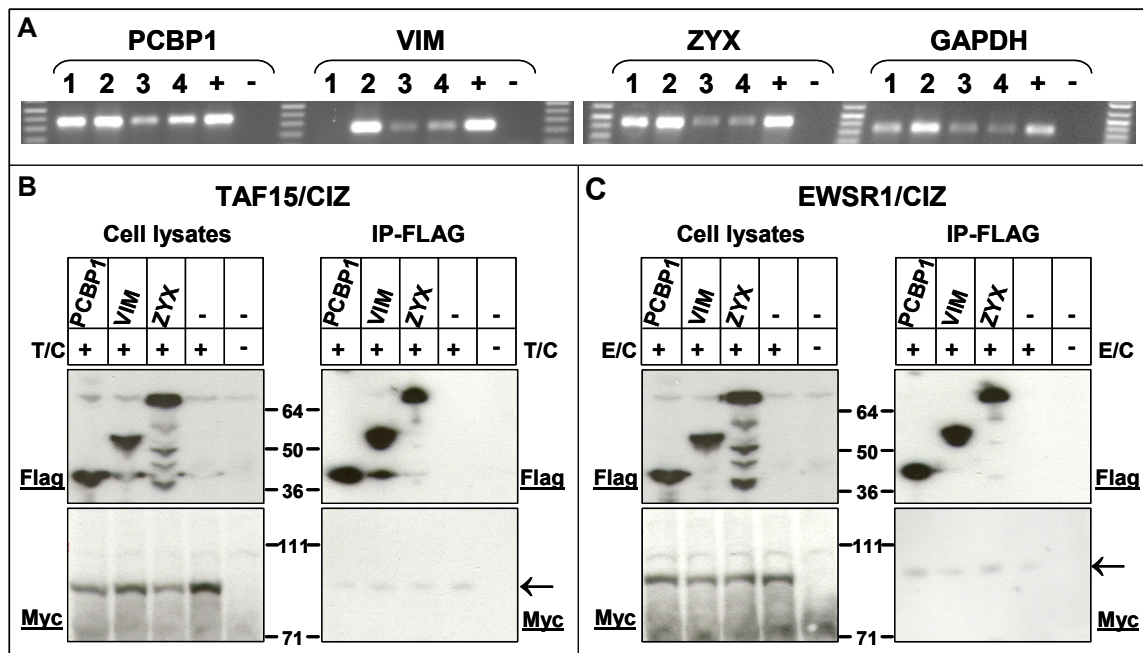 A
PCBP1 VIM ZYX GAPDH
1 2 3 4 + - 1 2 3 4 + - 1 2 3 4 + - 1 2 3 4 + -
B
TAF15/CIZ
Cell lysates IP-FLAG
PCBP1 VIM ZYX - - PCBP1 VIM ZYX - -
T/C + + + + - + + + + - T/C
64
50
Flag 36 Flag
111
←
Myc Myc
71
C
EWSR1/CIZ
Cell lysates IP-FLAG
PCBP1 VIM ZYX - - PCBP1 VIM ZYX - -
E/C + + + + - + + + + - E/C
64
50
Flag 36 Flag
111
←
Myc Myc
71